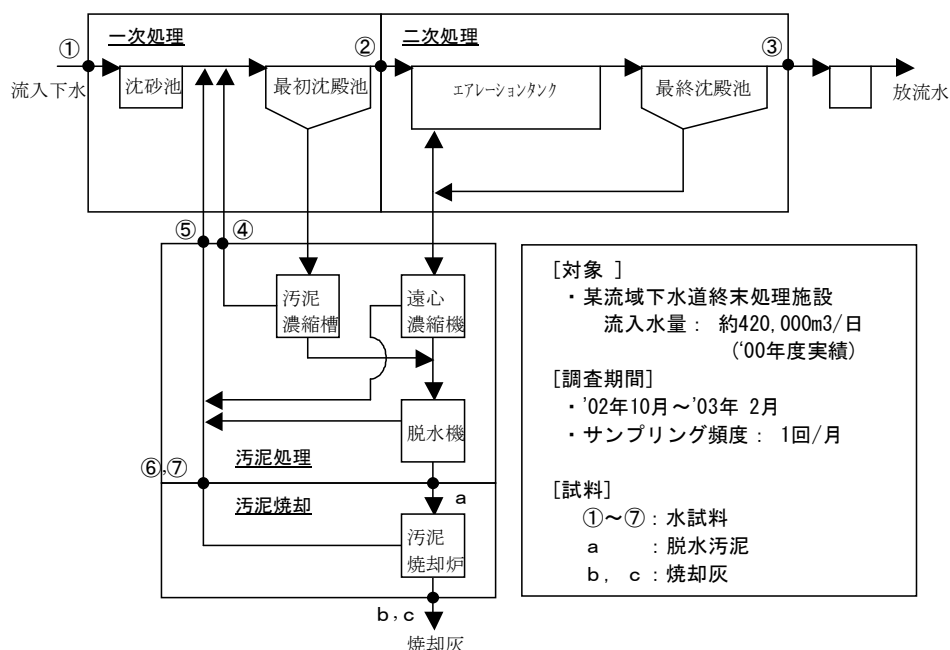 一次処理
二次処理
①
②
③
流入下水
沈砂池
最初沈殿池
エアレーションタンク
最終沈殿池
放流水
⑤
④
汚泥
濃縮槽
遠心
濃縮機
脱水機
汚泥処理
⑥,⑦
汚泥焼却
a
汚泥
焼却炉
b,c
焼却灰
[対象 ]
・某流域下水道終末処理施設
流入水量： 約420,000m3/日
(‘00年度実績)
[調査期間]
・’02年10月～’03年 2月
・サンプリング頻度： 1回/月
[試料]
①～⑦：水試料
a ：脱水汚泥
b, c：焼却灰